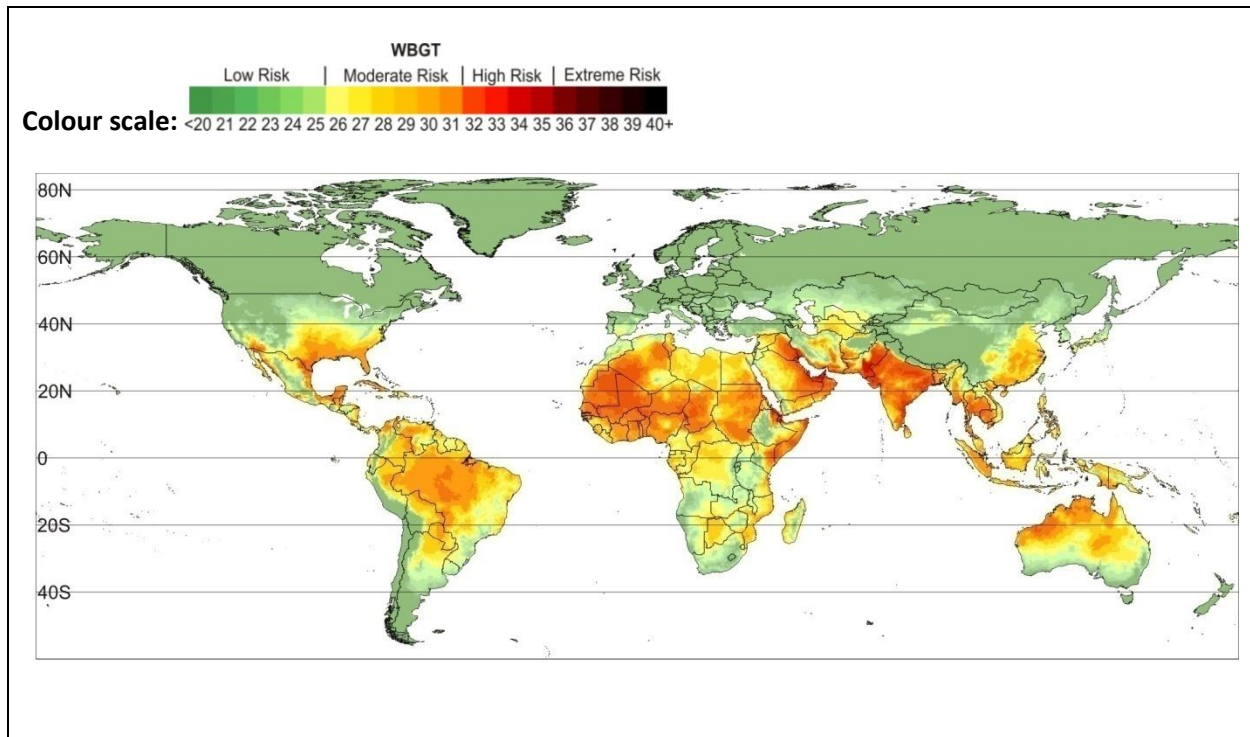 WBGT
Low Risk | Moderate Risk | High Risk | Extreme Risk
Colour scale:
<20 21 22 23 24 25 26 27 28 29 30 31 32 33 34 35 36 37 38 39 40+
80N
60N
40N
20N
0
20S
40S